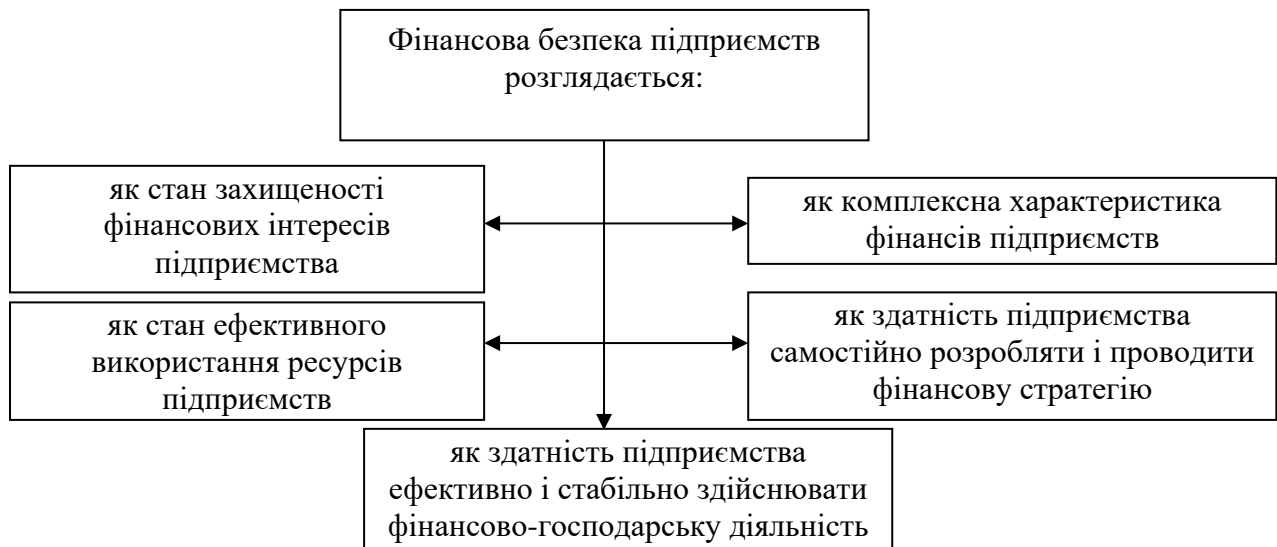 Фінансова безпека підприємств
розглядається:
як стан захищеності
фінансових інтересів
підприємства
як комплексна характеристика
фінансів підприємств
як стан ефективного
використання ресурсів
підприємств
як здатність підприємства
самостійно розробляти і проводити
фінансову стратегію
як здатність підприємства
ефективно і стабільно здійснювати
фінансово-господарську діяльність